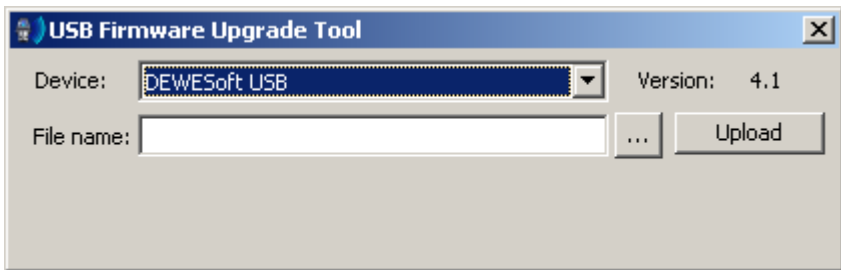 USB Firmware Upgrade Tool
Device: DEWESoft USB Version: 4.1
File name: ... Upload